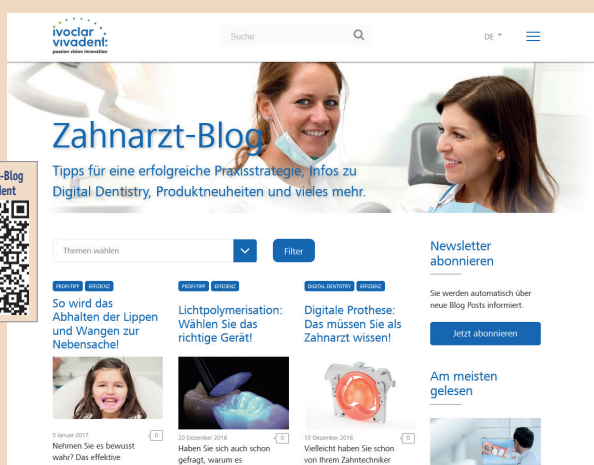 ivoclar
vivadent:
passion vision innovation
Suche
DE
Zahnarzt-Blog
Tipps für eine erfolgreiche Praxisstrategie, Infos zu
Digital Dentistry, Produktneuheiten und vieles mehr.
-Blog
dent
Themen wählen
Filter
PROFI-TIPP EFFIZIENZ
So wird das
Abhalten der Lippen
und Wangen zur
Nebensache!
3 Januar 2017
0
Nehmen Sie es bewusst
wahr? Das effektive
PROFI-TIPP EFFIZIENZ
Lichtpolymerisation:
Wählen Sie das
richtige Gerät!
20 Dezember 2016
0
Haben Sie sich auch schon
gefragt, warum es
DIGITAL DENTISTRY EFFIZIENZ
Digitale Prothese:
Das müssen Sie als
Zahnarzt wissen!
13 Dezember 2016
0
Vielleicht haben Sie schon
von Ihrem Zahntechniker
Newsletter
abonnieren
Sie werden automatisch über
neue Blog Posts informiert.
Jetzt abonnieren
Am meisten
gelesen